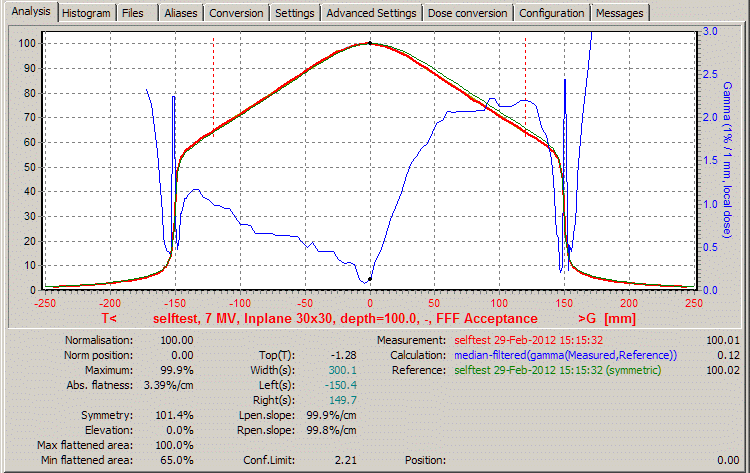 Analysis Histogram Files Aliases Conversion Settings Advanced Settings Dose conversion Configuration Messages
100
90
80
70
60
50
40
30
20
10
0
3.0
2.5
2.0
1.5
1.0
0.5
0.0
Gamma (1% / 1 mm, local dose)
-250 -200 -150 -100 -50 0 50 100 150 200 250
T< selftest, 7 MV, Inplane 30x30, depth=100.0, -, FFF Acceptance >G [mm]
Normalisation: 100.00 Measurement: selftest 29-Feb-2012 15:15:32 100.01
Norm position: 0.00 Top(T): -1.28 Calculation: median-filtered(gamma(Measured,Reference)) 0.12
Maximum: 99.9% Width(s): 300.1 Reference: selftest 29-Feb-2012 15:15:32 (symmetric) 100.02
Abs. flatness: 3.39%/cm Left(s): -150.4
Right(s): 149.7
Symmetry: 101.4% Lpen.slope: 99.9%/cm
Elevation: 0.0% Rpen.slope: 99.8%/cm
Max flattened area: 100.0%
Min flattened area: 65.0% Conf.Limit: 2.21 Position: 0.00